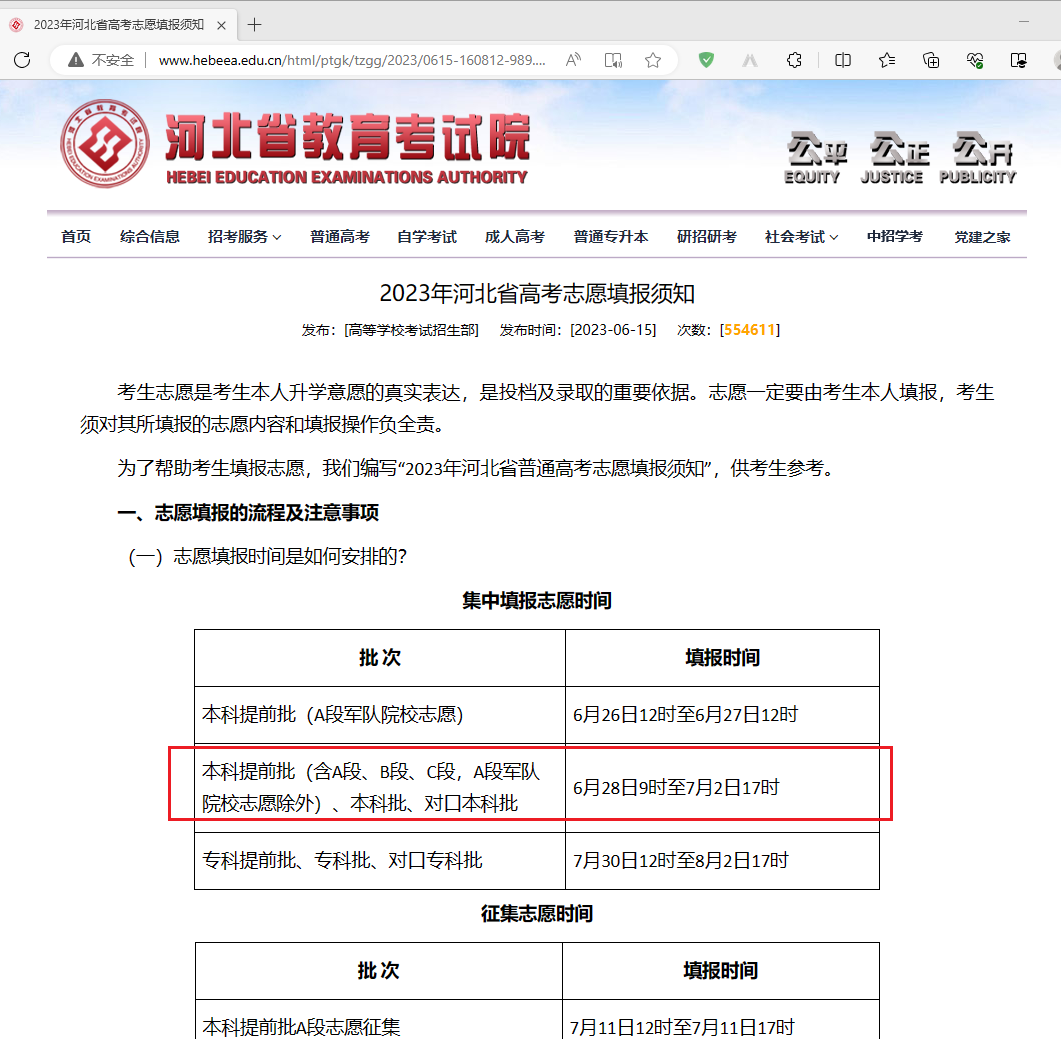 2023年河北省高考志愿填报须知
不安全 www.hebeea.edu.cn/html/ptgk/tzgg/2023/0615-160812-989....
河北省教育考试院
HEBEI EDUCATION EXAMINATIONS AUTHORITY
公平 公正 公开
EQUITY JUSTICE PUBLICITY
首页 综合信息 招考服务 普通高考 自学考试 成人高考 普通专升本 研招研考 社会考试 中招学考 党建之家
2023年河北省高考志愿填报须知
发布：[高等学校考试招生部] 发布时间：[2023-06-15] 次数：[554611]
考生志愿是考生本人升学意愿的真实表达，是投档及录取的重要依据。志愿一定要由考生本人填报，考生
须对其所填报的志愿内容和填报操作负全责。
为了帮助考生填报志愿，我们编写“2023年河北省普通高考志愿填报须知”，供考生参考。
一、志愿填报的流程及注意事项
（一）志愿填报时间是如何安排的？
集中填报志愿时间
批 次 填报时间
本科提前批（A段军队院校志愿） 6月26日12时至6月27日12时
本科提前批（含A段、B段、C段，A段军队
院校志愿除外）、本科批、对口本科批 6月28日9时至7月2日17时
专科提前批、专科批、对口专科批 7月30日12时至8月2日17时
征集志愿时间
批 次 填报时间
本科提前批A段志愿征集 7月11日12时至7月11日17时